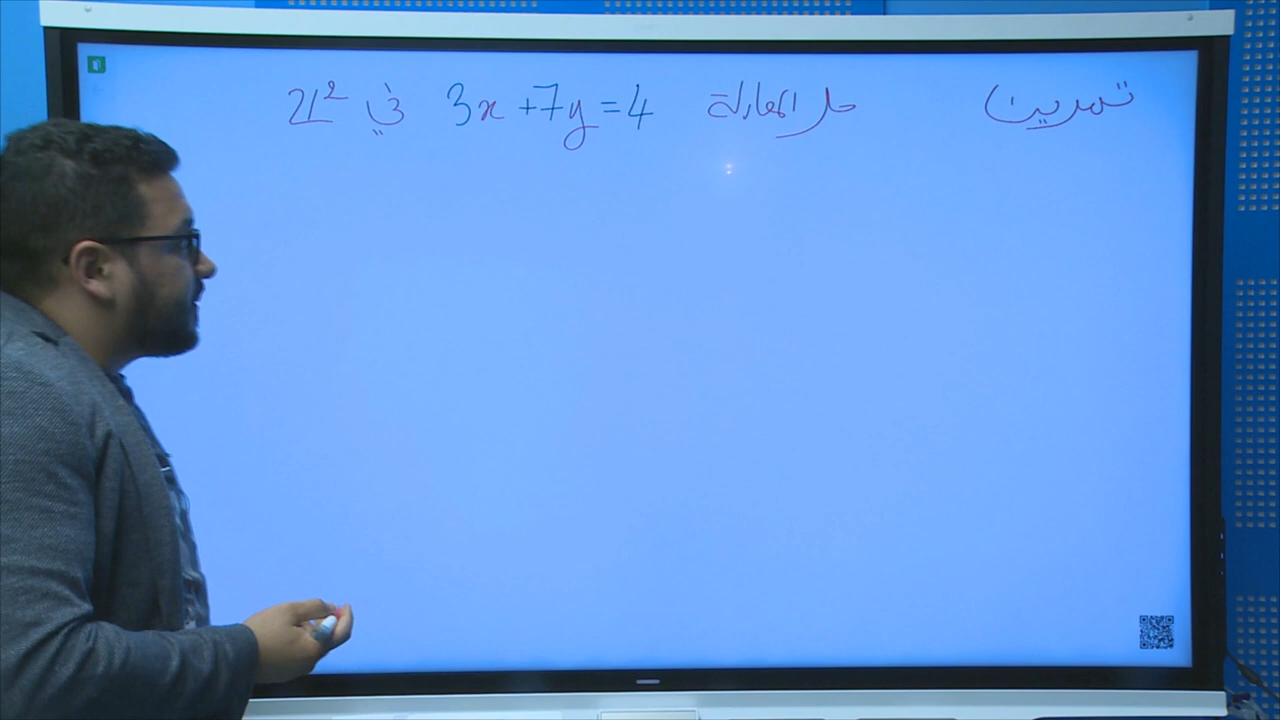 تمرين حل المعادلة 3x+7y=4 في ℤ²